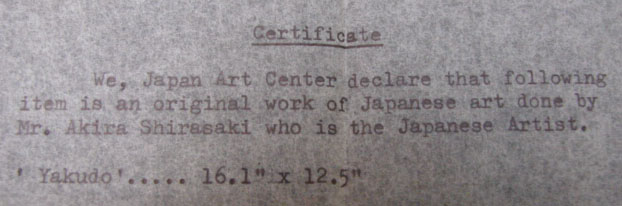 Certificate
We, Japan Art Center declare that following
item is an original work of Japanese art done by
Mr. Akira Shirasaki who is the Japanese Artist.
' Yakudo'..... 16.1" x 12.5"